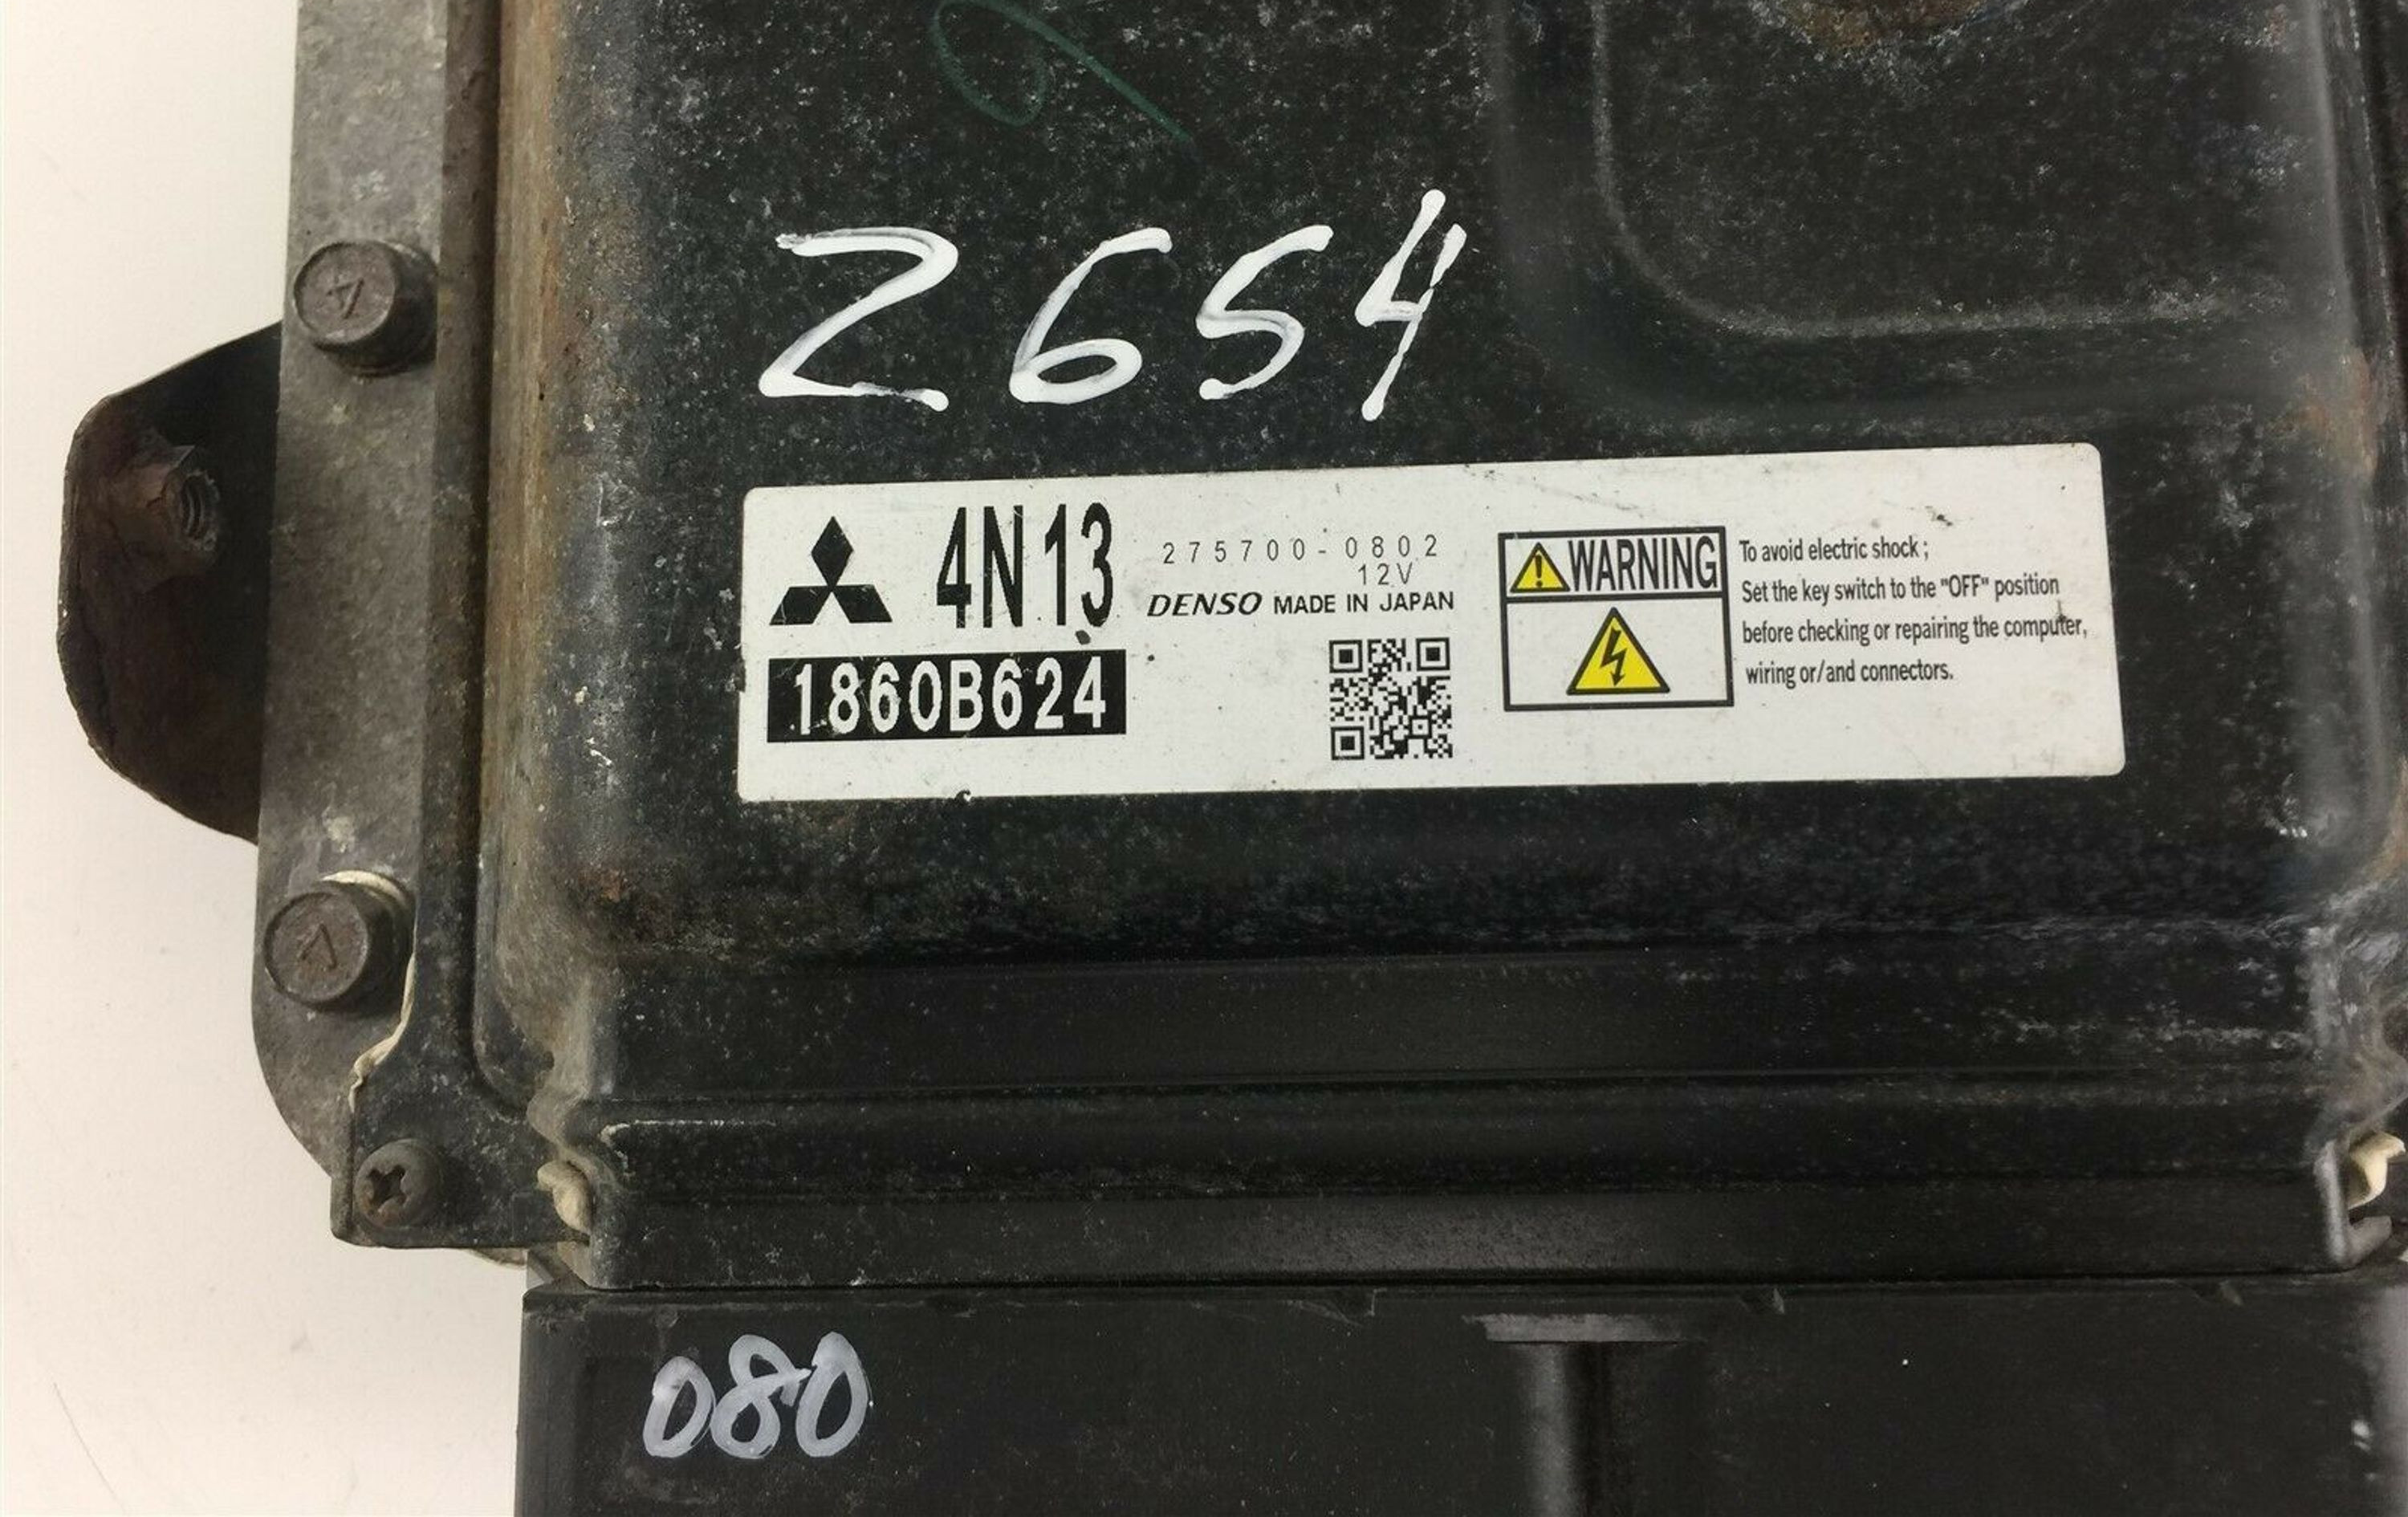 2654
4N13
275700-0802
12V
DENSO MADE IN JAPAN
1860B624
WARNING
To avoid electric shock ;
Set the key switch to the "OFF" position
before checking or repairing the computer,
wiring or/and connectors.
080